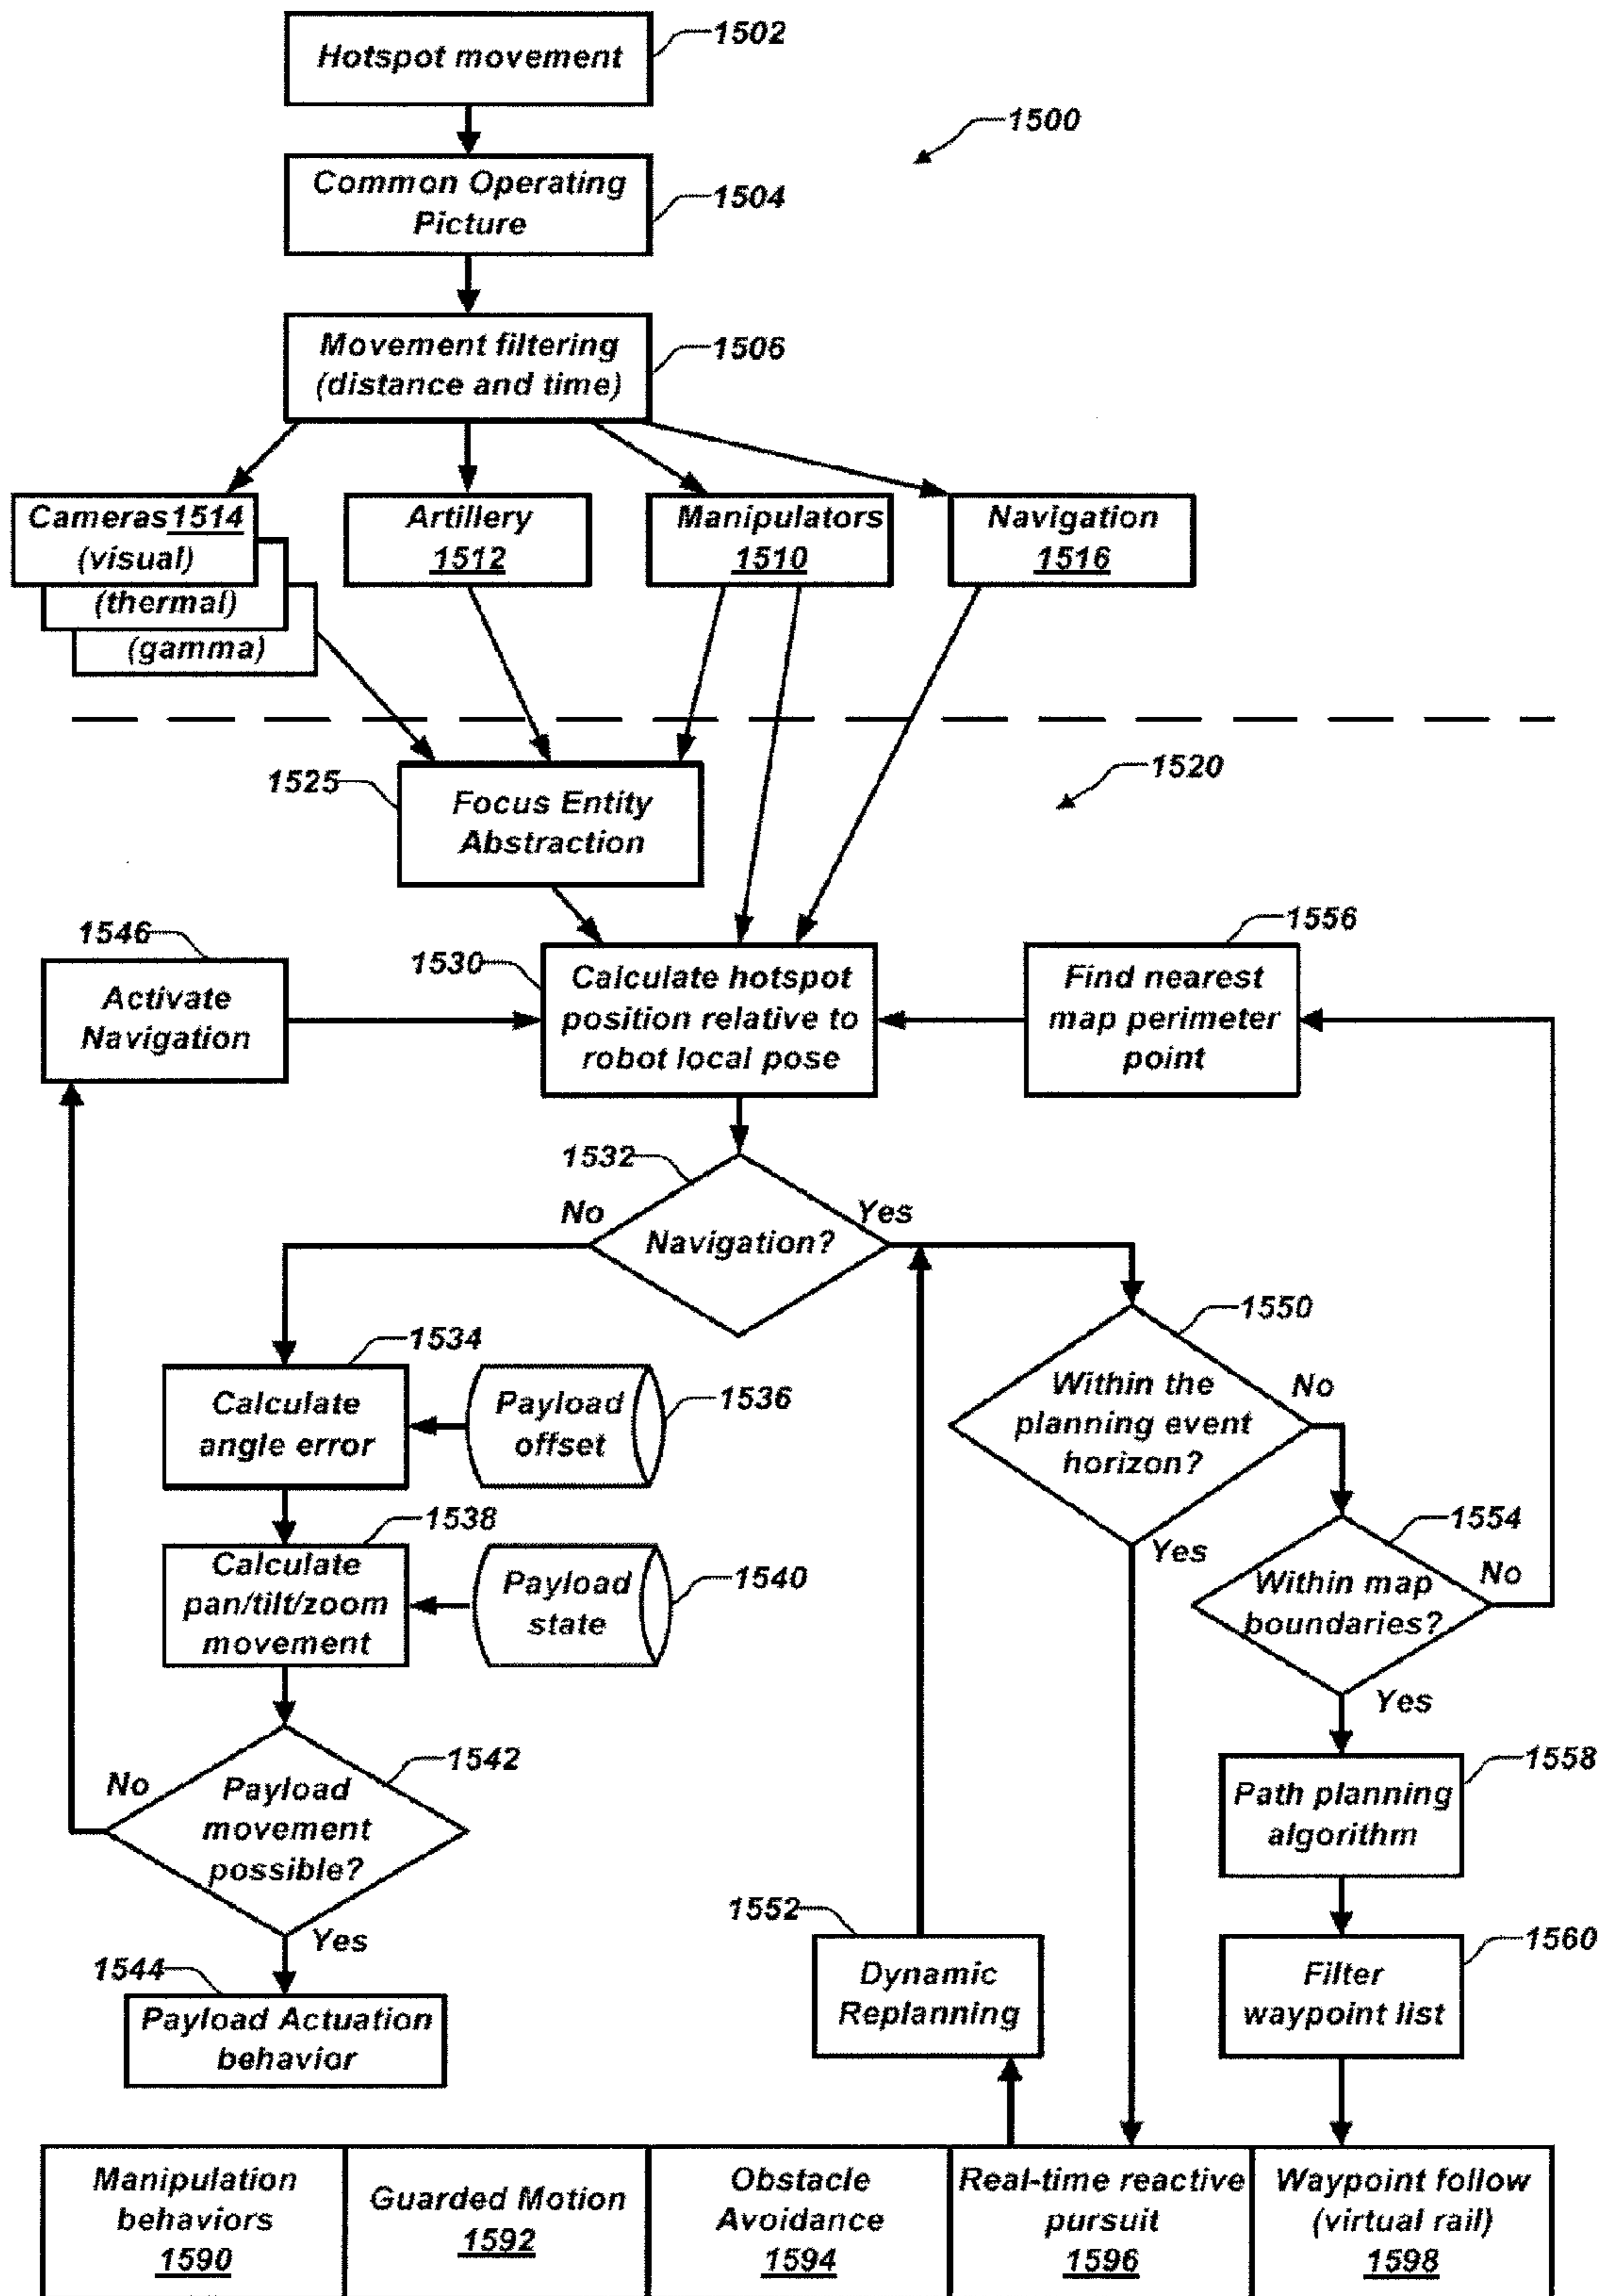 Hotspot movement
1502
1500
Common Operating
Picture
1504
Movement filtering
(distance and time)
1506
Cameras1514
(visual)
(thermal)
(gamma)
Artillery
1512
Manipulators
1510
Navigation
1516
1525
Focus Entity
Abstraction
1520
1546
Activate
Navigation
1530
Calculate hotspot
position relative to
robot local pose
1556
Find nearest
map perimeter
point
1532
No
Navigation?
Yes
1534
Calculate
angle error
Payload
offset
1536
1550
Within the
planning event
horizon?
No
Yes
1538
Calculate
pan/tilt/zoom
movement
Payload
state
1540
1554
Within map
boundaries?
No
Yes
1542
No
Payload
movement
possible?
Yes
1558
Path planning
algorithm
1544
Payload Actuation
behavior
1552
Dynamic
Replanning
1560
Filter
waypoint list
Manipulation
behaviors
1590
Guarded Motion
1592
Obstacle
Avoidance
1594
Real-time reactive
pursuit
1596
Waypoint follow
(virtual rail)
1598